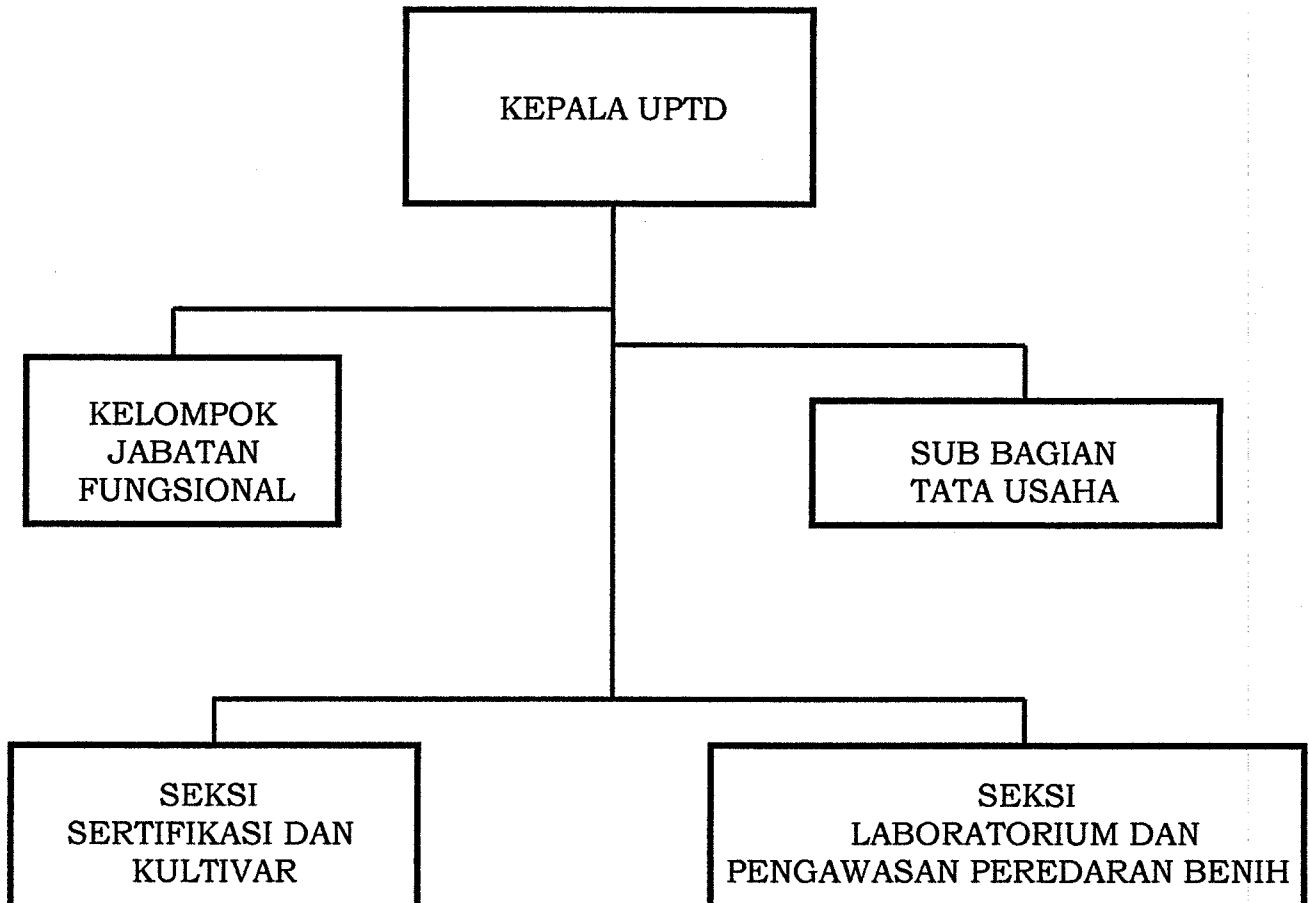 KEPALA UPTD
KELOMPOK
JABATAN
FUNGSIONAL
SUB BAGIAN
TATA USAHA
SEKSI
SERTIFIKASI DAN
KULTIVAR
SEKSI
LABORATORIUM DAN
PENGAWASAN PEREDARAN BENIH